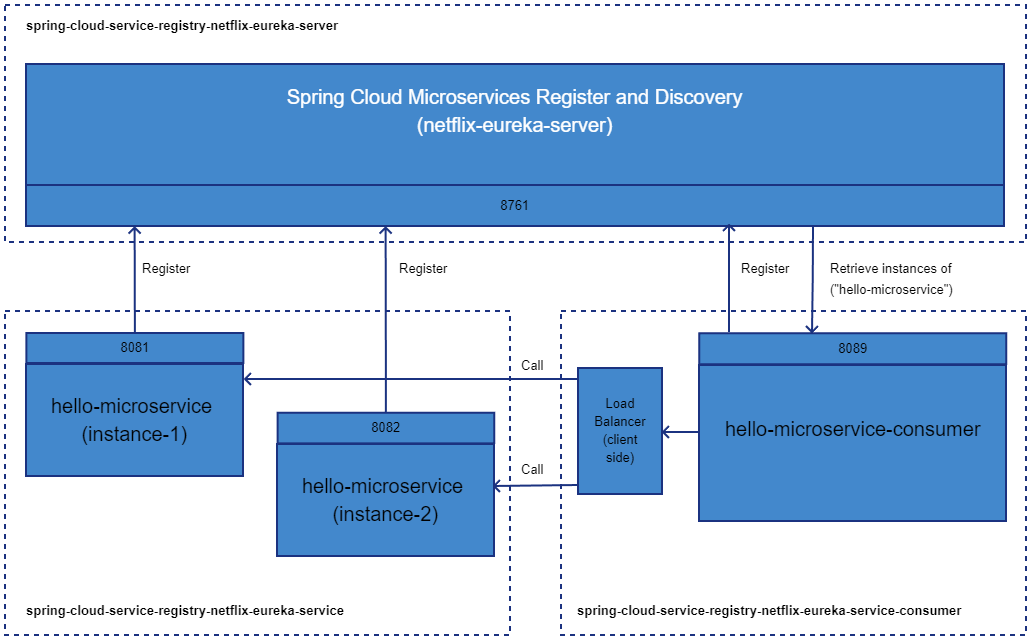 spring-cloud-service-registry-netflix-eureka-server
Spring Cloud Microservices Register and Discovery
(netflix-eureka-server)
8761
Register
Register
Register
Retrieve instances of
("hello-microservice")
8081
hello-microservice
(instance-1)
8082
hello-microservice
(instance-2)
Call
Call
Load
Balancer
(client
side)
8089
hello-microservice-consumer
spring-cloud-service-registry-netflix-eureka-service
spring-cloud-service-registry-netflix-eureka-service-consumer